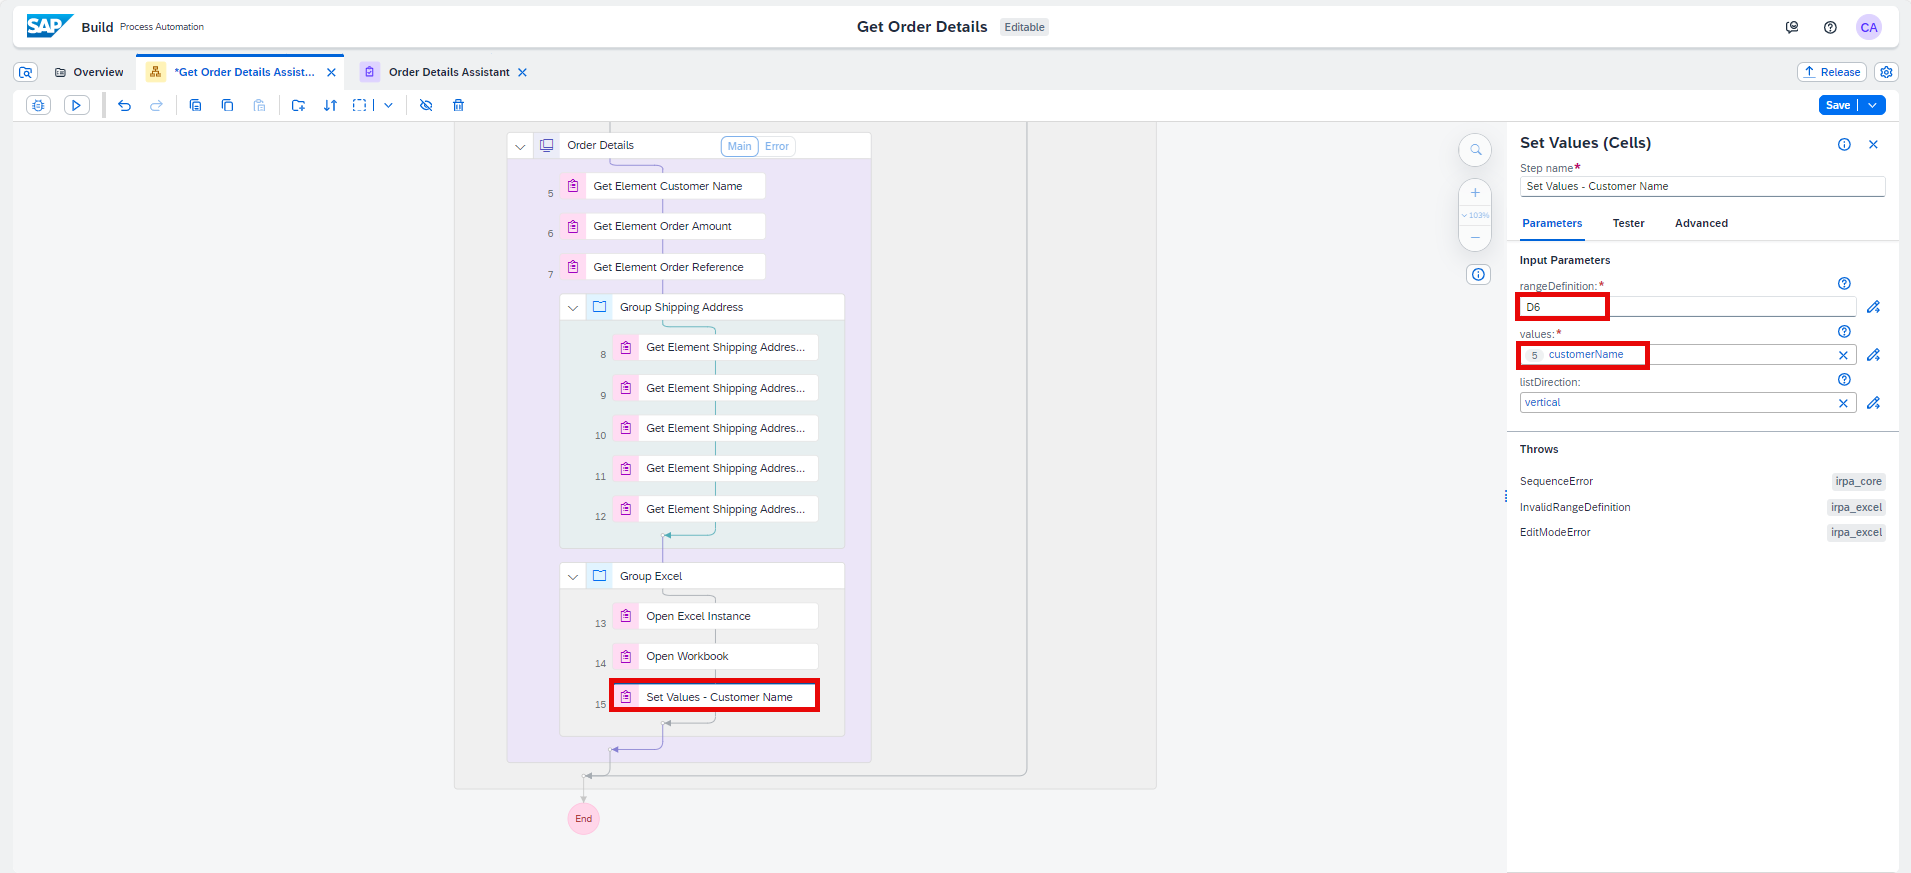 SAP Build Process Automation
Get Order Details Editable
CA
Overview
*Get Order Details Assist...
Order Details Assistant
Release
Save
Order Details
Main Error
5 Get Element Customer Name
6 Get Element Order Amount
7 Get Element Order Reference
Group Shipping Address
8 Get Element Shipping Addres...
9 Get Element Shipping Addres...
10 Get Element Shipping Addres...
11 Get Element Shipping Addres...
12 Get Element Shipping Addres...
Group Excel
13 Open Excel Instance
14 Open Workbook
15 Set Values - Customer Name
End
103%
Set Values (Cells)
Step name*
Set Values - Customer Name
Parameters Tester Advanced
Input Parameters
rangeDefinition:*
D6
values:*
5 customerName
listDirection:
vertical
Throws
SequenceError irpa_core
InvalidRangeDefinition irpa_excel
EditModeError irpa_excel